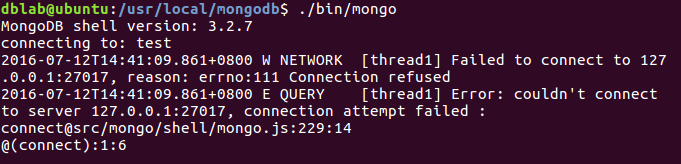 dblab@ubuntu:/usr/local/mongodb$ ./bin/mongo
MongoDB shell version: 3.2.7
connecting to: test
2016-07-12T14:41:09.861+0800 W NETWORK  [thread1] Failed to connect to 127
.0.0.1:27017, reason: errno:111 Connection refused
2016-07-12T14:41:09.861+0800 E QUERY    [thread1] Error: couldn't connect
to server 127.0.0.1:27017, connection attempt failed :
connect@src/mongo/shell/mongo.js:229:14
@(connect):1:6